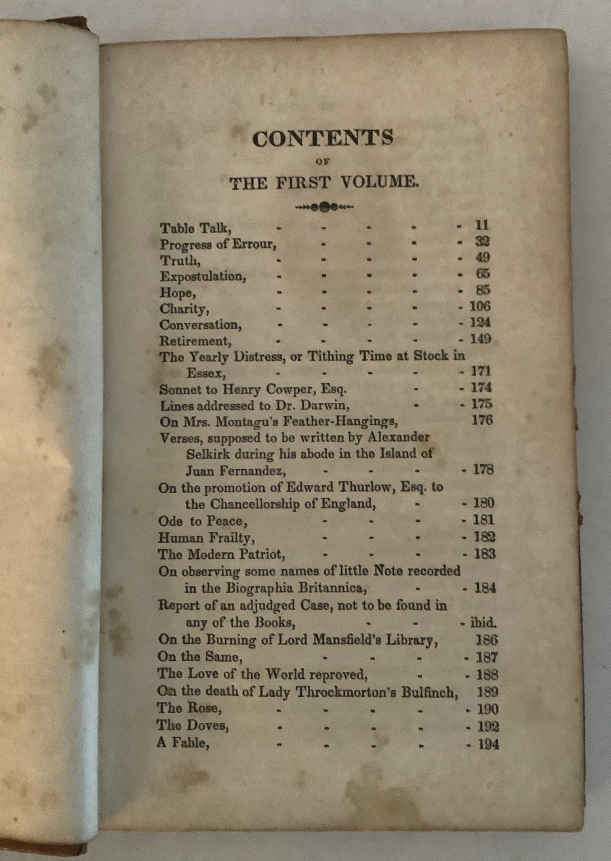 CONTENTS
OF
THE FIRST VOLUME.
Table Talk, - - - - - 11
Progress of Errour, - - - - 32
Truth, - - - - - 49
Expostulation, - - - - - 65
Hope, - - - - - 85
Charity, - - - - - 106
Conversation, - - - - - 124
Retirement, - - - - - 149
The Yearly Distress, or Tithing Time at Stock in
Essex, - - - - - 171
Sonnet to Henry Cowper, Esq. - - 174
Lines addressed to Dr. Darwin, - - 175
On Mrs. Montagu's Feather-Hangings, 176
Verses, supposed to be written by Alexander
Selkirk during his abode in the Island of
Juan Fernandez, - - - - 178
On the promotion of Edward Thurlow, Esq. to
the Chancellorship of England, - - 180
Ode to Peace, - - - - 181
Human Frailty, - - - - 182
The Modern Patriot, - - - - 183
On observing some names of little Note recorded
in the Biographia Britannica, - - 184
Report of an adjudged Case, not to be found in
any of the Books, - - - ibid.
On the Burning of Lord Mansfield's Library, 186
On the Same, - - - - 187
The Love of the World reproved, - - 188
On the death of Lady Throckmorton's Bulfinch, 189
The Rose, - - - - - 190
The Doves, - - - - - 192
A Fable, - - - - - 194